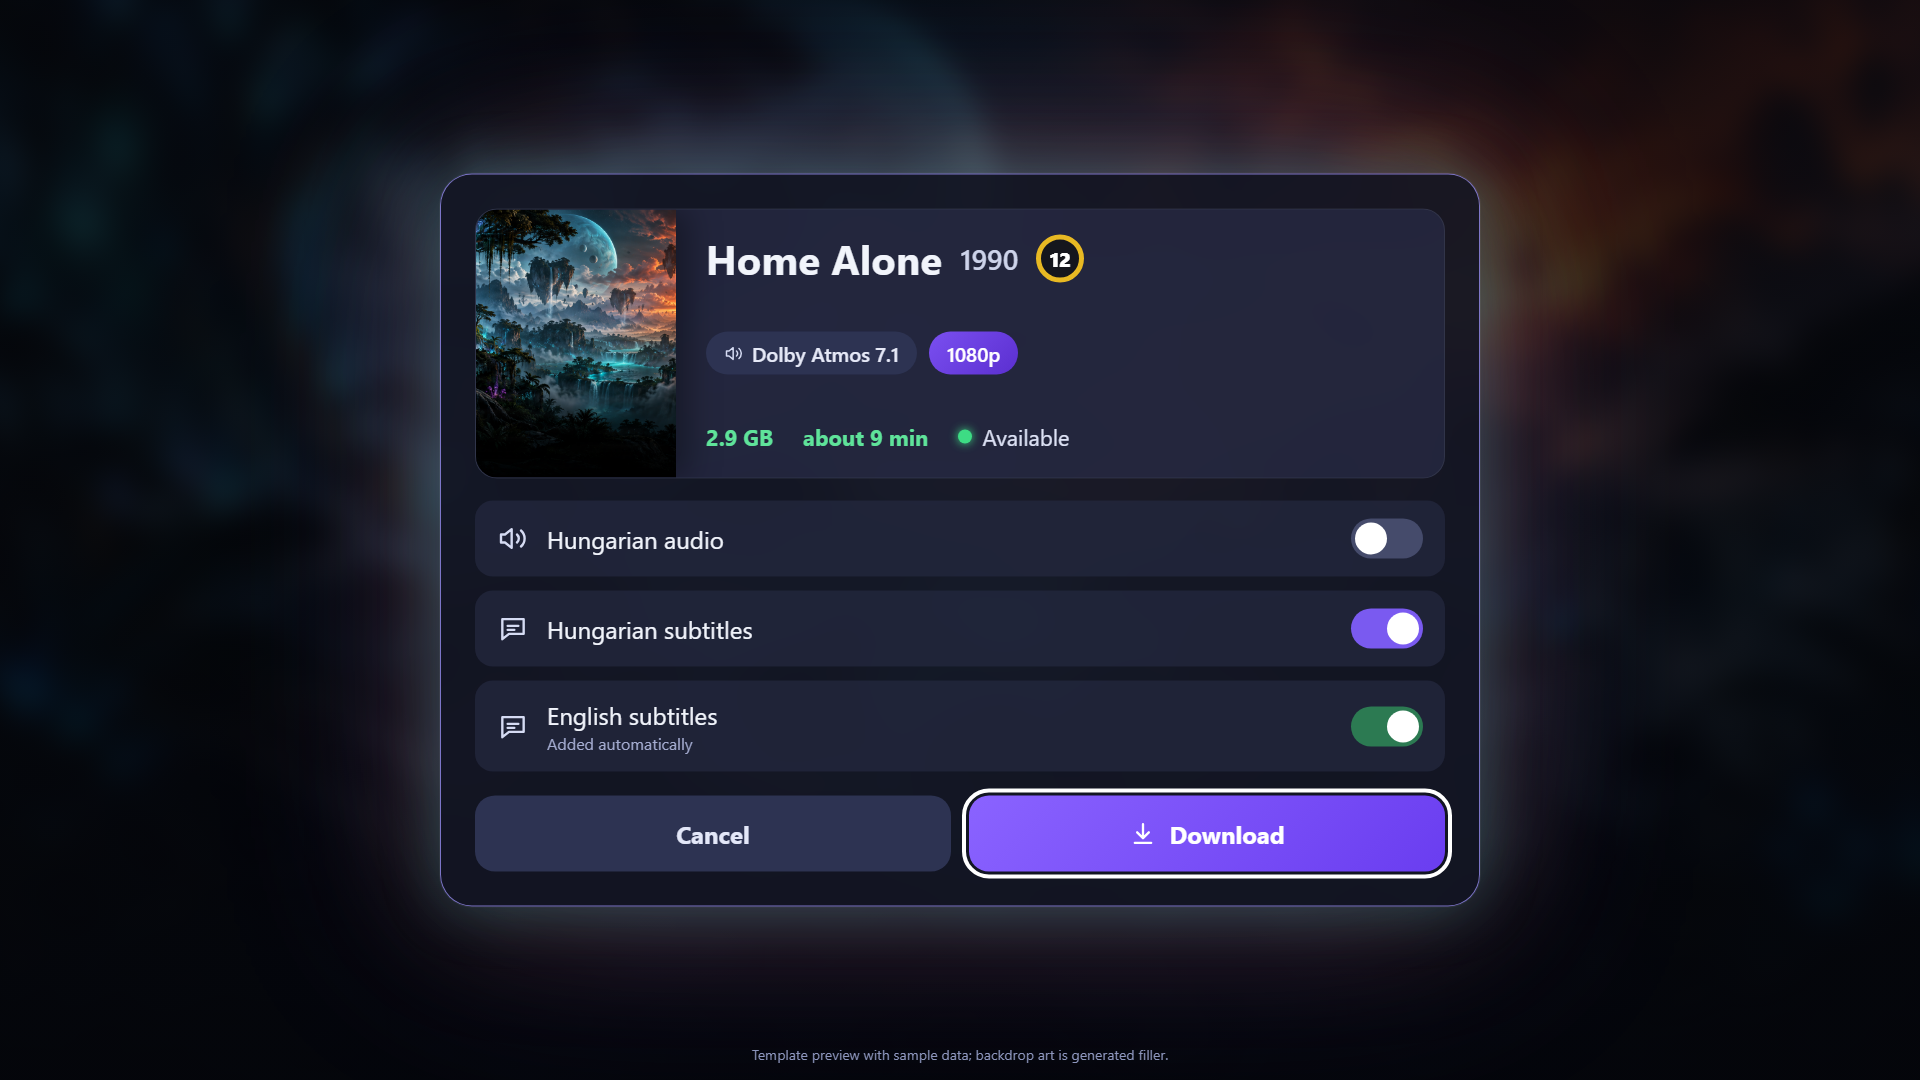 Home Alone 1990 12
Dolby Atmos 7.1 1080p
2.9 GB about 9 min Available
Hungarian audio
Hungarian subtitles
English subtitles
Added automatically
Cancel Download
Template preview with sample data; backdrop art is generated filler.